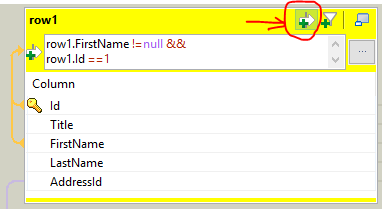 row1
row1.FirstName !=null &&
row1.Id ==1
...
Column
Id
Title
FirstName
LastName
AddressId